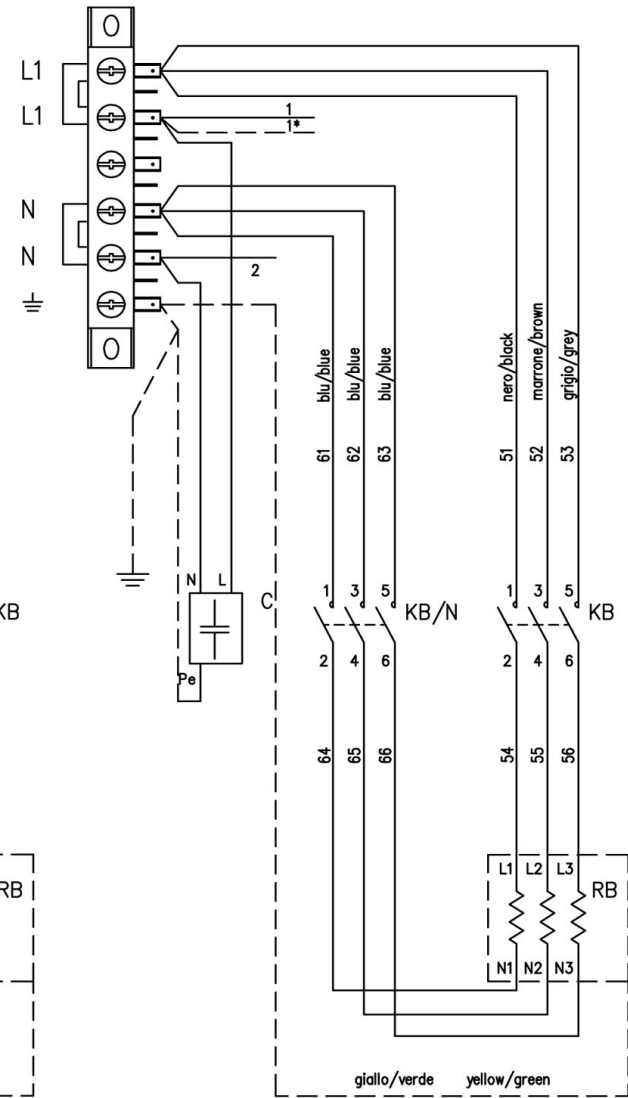 L1
L1
1
1*
N
N
2
blu/blue
blu/blue
blu/blue
nero/black
marrone/brown
grigio/grey
61
62
63
51
52
53
N L
C
1 3 5
KB/N
1 3 5
KB
KB
2 4 6
2 4 6
Pe
64
65
66
54
55
56
L1 L2 L3
RB
RB
N1 N2 N3
giallo/verde yellow/green